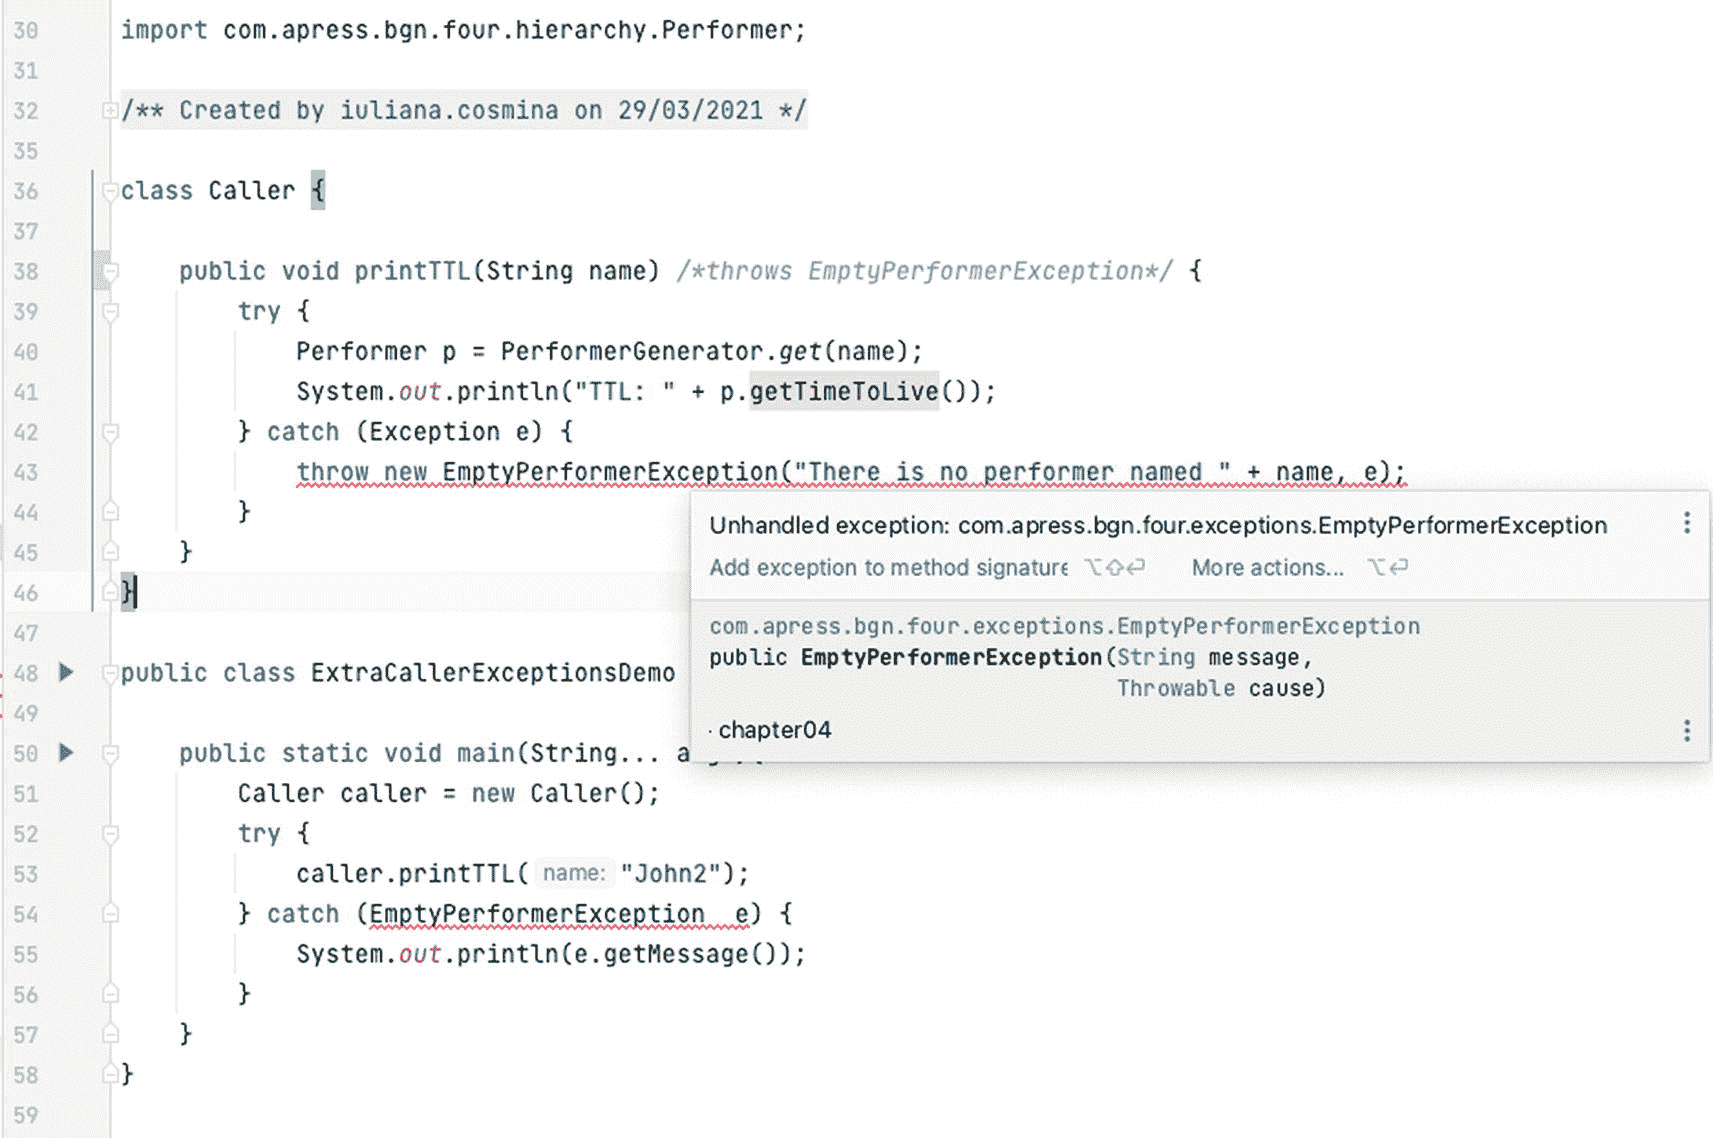 30 import com.apress.bgn.four.hierarchy.Performer;
31
32 /** Created by iuliana.cosmina on 29/03/2021 */
35
36 class Caller {
37
38 public void printTTL(String name) /*throws EmptyPerformerException*/ {
39 try {
40 Performer p = PerformerGenerator.get(name);
41 System.out.println("TTL: " + p.getTimeToLive());
42 } catch (Exception e) {
43 throw new EmptyPerformerException("There is no performer named " + name, e);
44 }
45 }
46 }
47
48 public class ExtraCallerExceptionsDemo
49
50 public static void main(String...
51 Caller caller = new Caller();
52 try {
53 caller.printTTL( name: "John2");
54 } catch (EmptyPerformerException e) {
55 System.out.println(e.getMessage());
56 }
57 }
58 }
59
Unhandled exception: com.apress.bgn.four.exceptions.EmptyPerformerException
Add exception to method signature ⌥⇧⏎ More actions... ⌥⏎
com.apress.bgn.four.exceptions.EmptyPerformerException
public EmptyPerformerException(String message,
Throwable cause)
· chapter04